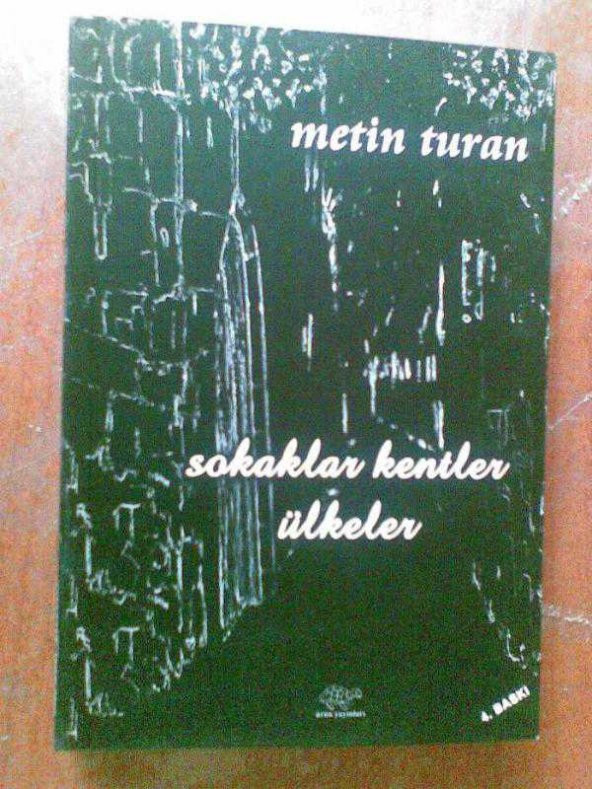 metin turan
sokaklar kentler
ülkeler
4. BASKI